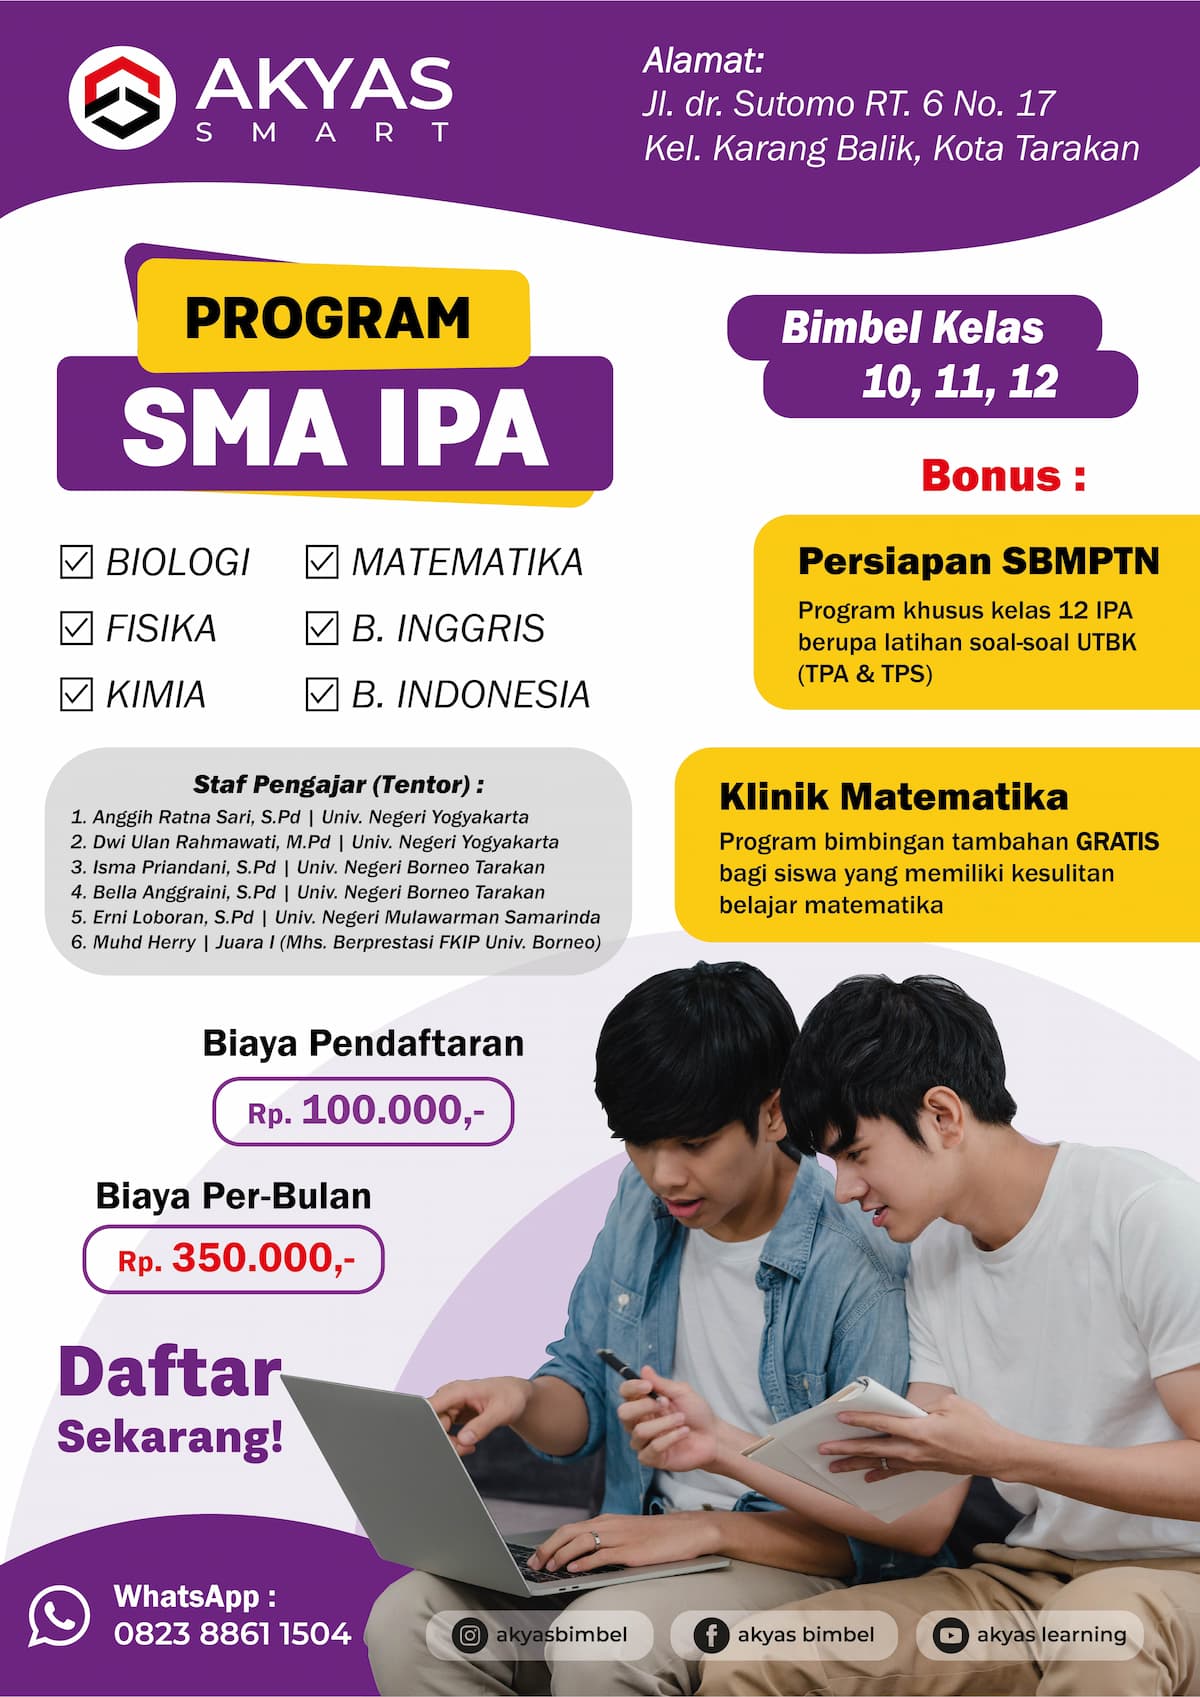 AKYAS
SMART
Alamat:
Jl. dr. Sutomo RT. 6 No. 17
Kel. Karang Balik, Kota Tarakan
PROGRAM
SMA IPA
Bimbel Kelas
10, 11, 12
BIOLOGI
FISIKA
KIMIA
MATEMATIKA
B. INGGRIS
B. INDONESIA
Bonus :
Persiapan SBMPTN
Program khusus kelas 12 IPA
berupa latihan soal-soal UTBK
(TPA & TPS)
Staf Pengajar (Tentor) :
1. Anggih Ratna Sari, S.Pd | Univ. Negeri Yogyakarta
2. Dwi Ulan Rahmawati, M.Pd | Univ. Negeri Yogyakarta
3. Isma Priandani, S.Pd | Univ. Negeri Borneo Tarakan
4. Bella Anggraini, S.Pd | Univ. Negeri Borneo Tarakan
5. Erni Loboran, S.Pd | Univ. Negeri Mulawarman Samarinda
6. Muhd Herry | Juara I (Mhs. Berprestasi FKIP Univ. Borneo)
Klinik Matematika
Program bimbingan tambahan GRATIS
bagi siswa yang memiliki kesulitan
belajar matematika
Biaya Pendaftaran
Rp. 100.000,-
Biaya Per-Bulan
Rp. 350.000,-
Daftar
Sekarang!
WhatsApp :
0823 8861 1504
akyasbimbel
akyas bimbel
akyas learning